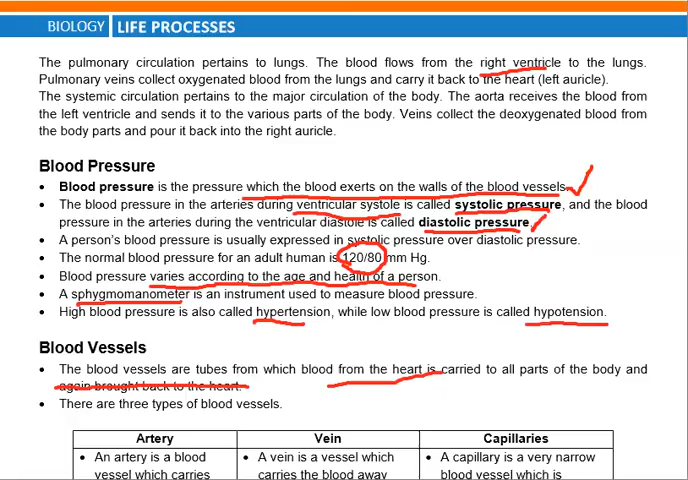 BIOLOGY LIFE PROCESSES
The pulmonary circulation pertains to lungs. The blood flows from the right ventricle to the lungs.
Pulmonary veins collect oxygenated blood from the lungs and carry it back to the heart (left auricle).
The systemic circulation pertains to the major circulation of the body. The aorta receives the blood from
the left ventricle and sends it to the various parts of the body. Veins collect the deoxygenated blood from
the body parts and pour it back into the right auricle.
Blood Pressure
• Blood pressure is the pressure which the blood exerts on the walls of the blood vessels
• The blood pressure in the arteries during ventricular systole is called systolic pressure, and the blood
pressure in the arteries during the ventricular diastole is called diastolic pressure
• A person's blood pressure is usually expressed in systolic pressure over diastolic pressure.
• The normal blood pressure for an adult human is 120/80 mm Hg.
• Blood pressure varies according to the age and health of a person.
• A sphygmomanometer is an instrument used to measure blood pressure.
• High blood pressure is also called hypertension, while low blood pressure is called hypotension.
Blood Vessels
• The blood vessels are tubes from which blood from the heart is carried to all parts of the body and
again brought back to the heart.
• There are three types of blood vessels.
Artery Vein Capillaries
• An artery is a blood • A vein is a vessel which • A capillary is a very narrow
vessel which carries carries the blood away blood vessel which is